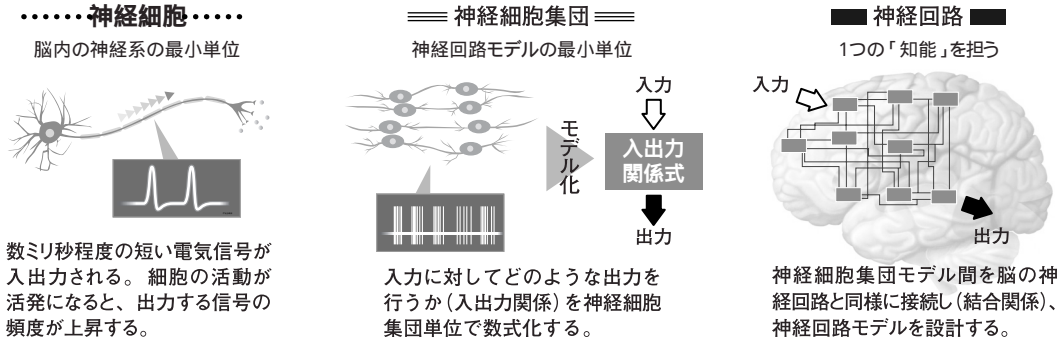 神経細胞
脳内の神経系の最小単位
数ミリ秒程度の短い電気信号が
入出力される。細胞の活動が
活発になると、出力する信号の
頻度が上昇する。
神経細胞集団
神経回路モデルの最小単位
モデル化
入力
入出力
関係式
出力
入力に対してどのような出力を
行うか(入出力関係)を神経細胞
集団単位で数式化する。
神経回路
1つの「知能」を担う
入力
出力
神経細胞集団モデル間を脳の神
経回路と同様に接続し(結合関係)、
神経回路モデルを設計する。